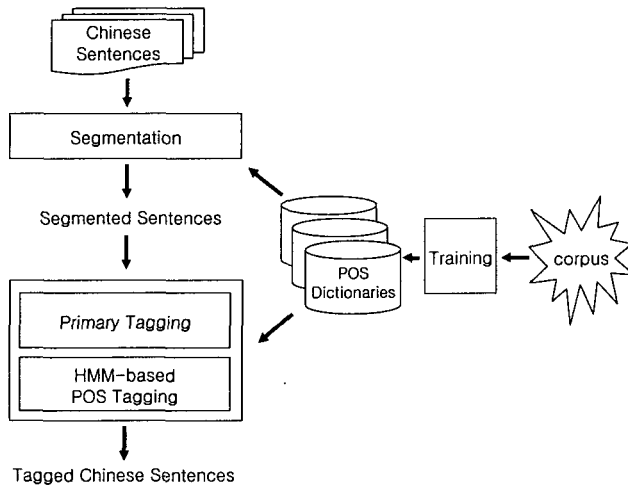 Chinese
Sentences
Segmentation
Segmented Sentences
POS
Dictionaries
Training
corpus
Primary Tagging
HMM-based
POS Tagging
Tagged Chinese Sentences